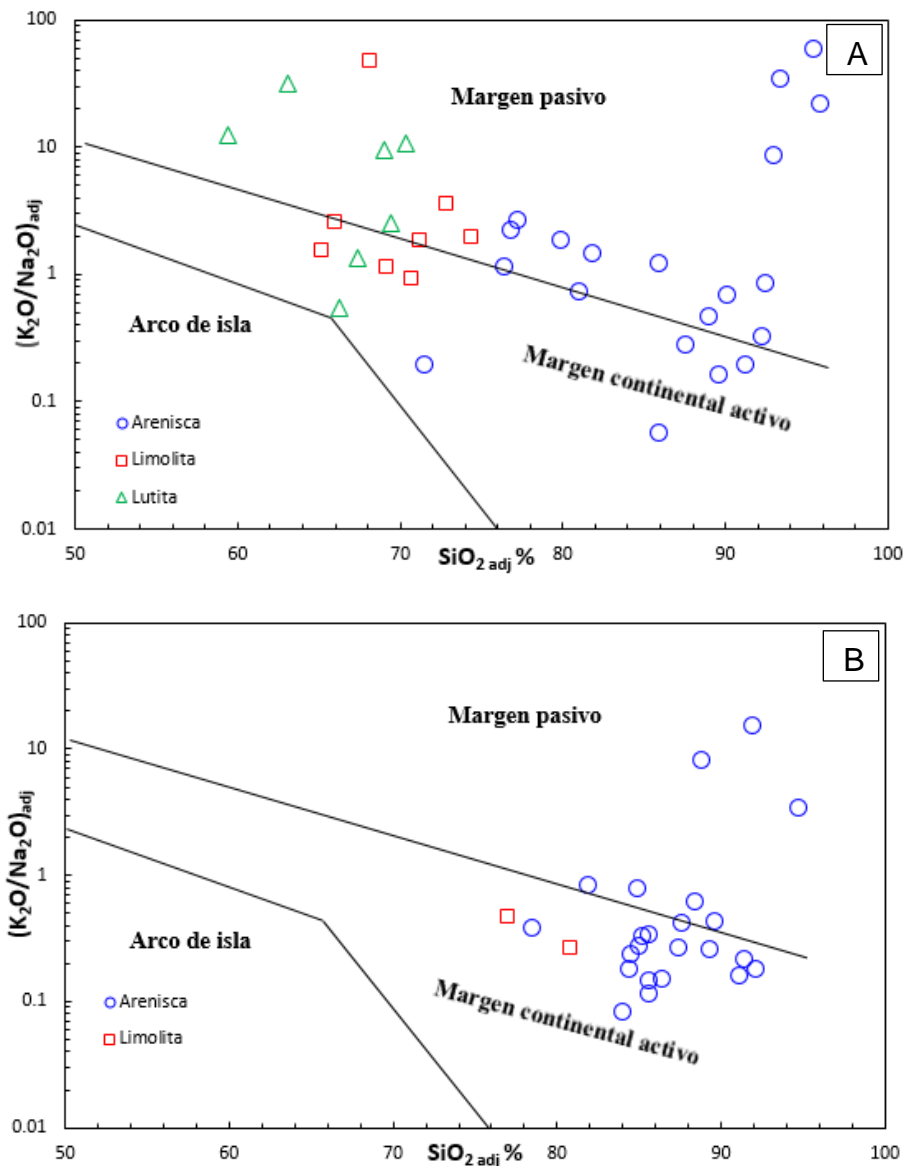 A
100
10
1
0.1
0.01
(K₂O/Na₂O)adj
Margen pasivo
Arco de isla
Margen continental activo
Arenisca
Limolita
Lutita
50
60
70
80
90
100
SiO₂ adj %
B
100
10
1
0.1
0.01
(K₂O/Na₂O)adj
Margen pasivo
Arco de isla
Margen continental activo
Arenisca
Limolita
50
60
70
80
90
100
SiO₂ adj %